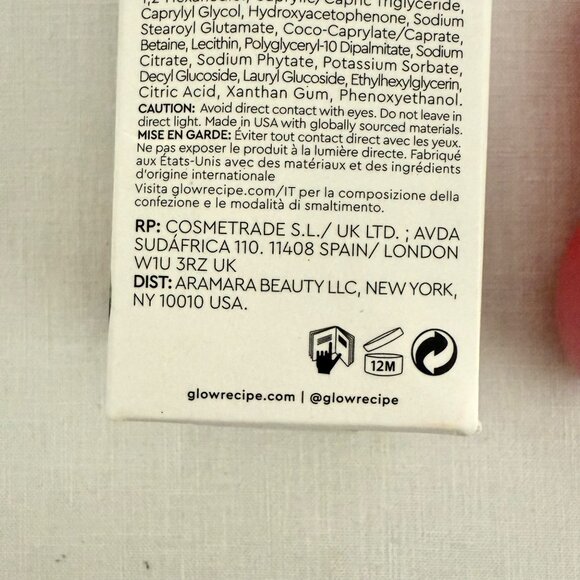 1,2-Hexanediol, Caprylic/Capric Triglyceride,
Caprylyl Glycol, Hydroxyacetophenone, Sodium
Stearoyl Glutamate, Coco-Caprylate/Caprate,
Betaine, Lecithin, Polyglyceryl-10 Dipalmitate, Sodium
Citrate, Sodium Phytate, Potassium Sorbate,
Decyl Glucoside, Lauryl Glucoside, Ethylhexylglycerin,
Citric Acid, Xanthan Gum, Phenoxyethanol.
CAUTION: Avoid direct contact with eyes. Do not leave in
direct light. Made in USA with globally sourced materials.
MISE EN GARDE: Éviter tout contact direct avec les yeux.
Ne pas exposer le produit à la lumière directe. Fabriqué
aux États-Unis avec des matériaux et des ingrédients
d'origine internationale
Visita glowrecipe.com/IT per la composizione della
confezione e le modalità di smaltimento.
RP: COSMETRADE S.L./ UK LTD. ; AVDA
SUDÁFRICA 110. 11408 SPAIN/ LONDON
W1U 3RZ UK
DIST: ARAMARA BEAUTY LLC, NEW YORK,
NY 10010 USA.
12M
glowrecipe.com | @glowrecipe